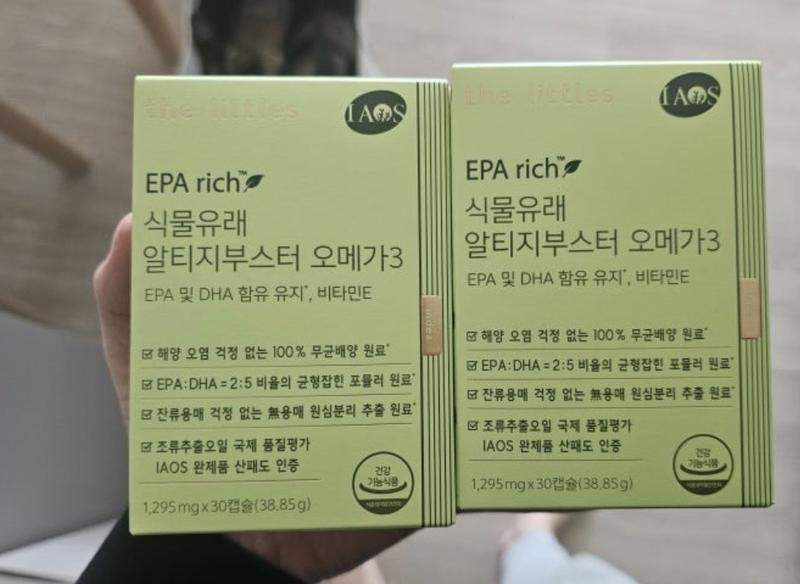 the littles
IAOS
EPA rich™
식물유래
알티지부스터 오메가3
EPA 및 DHA 함유 유지*, 비타민E
해양 오염 걱정 없는 100% 무균배양 원료*
EPA:DHA = 2:5 비율의 균형잡힌 포뮬러 원료*
잔류용매 걱정 없는 無용매 원심분리 추출 원료*
조류추출오일 국제 품질평가
IAOS 완제품 산패도 인증
건강
기능식품
1,295mg x 30캡슐(38.85g)
the littles
IAOS
EPA rich™
식물유래
알티지부스터 오메가3
EPA 및 DHA 함유 유지*, 비타민E
해양 오염 걱정 없는 100% 무균배양 원료*
EPA:DHA = 2:5 비율의 균형잡힌 포뮬러 원료*
잔류용매 걱정 없는 無용매 원심분리 추출 원료*
조류추출오일 국제 품질평가
IAOS 완제품 산패도 인증
건강
기능식품
1,295mg x 30캡슐(38.85g)